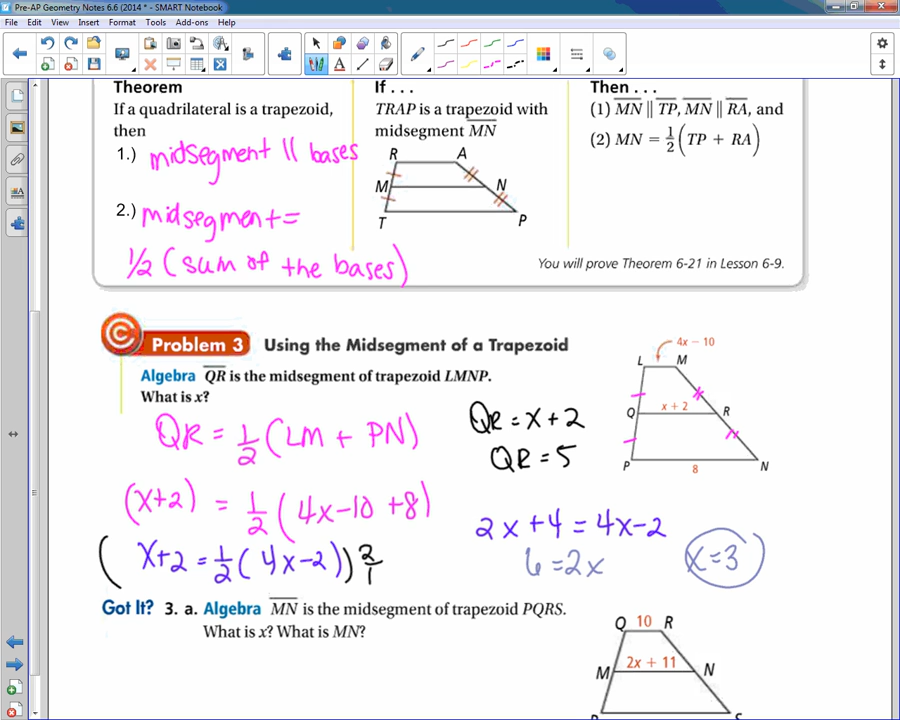 Pre-AP Geometry Notes 6.6 (2014 * - SMART Notebook
File Edit View Insert Format Tools Add-ons Help
Theorem
If a quadrilateral is a trapezoid,
then
1.) midsegment || bases
2.) midsegment =
1/2 (sum of the bases)
If . . .
TRAP is a trapezoid with
midsegment MN
R A
M N
T P
Then . . .
(1) MN ∥ TP, MN ∥ RA, and
(2) MN = 1/2 (TP + RA)
You will prove Theorem 6-21 in Lesson 6-9.
Problem 3 Using the Midsegment of a Trapezoid
Algebra QR is the midsegment of trapezoid LMNP.
What is x?
4x − 10
L M
Q x + 2 R
P 8 N
QR = 1/2 (LM + PN)
(x+2) = 1/2 (4x-10 +8)
(x+2 = 1/2 (4x-2)) 2/1
QR = x+2
QR = 5
2x+4 = 4x-2
6 = 2x
x=3
Got It? 3. a. Algebra MN is the midsegment of trapezoid PQRS.
What is x? What is MN?
Q 10 R
M 2x + 11 N